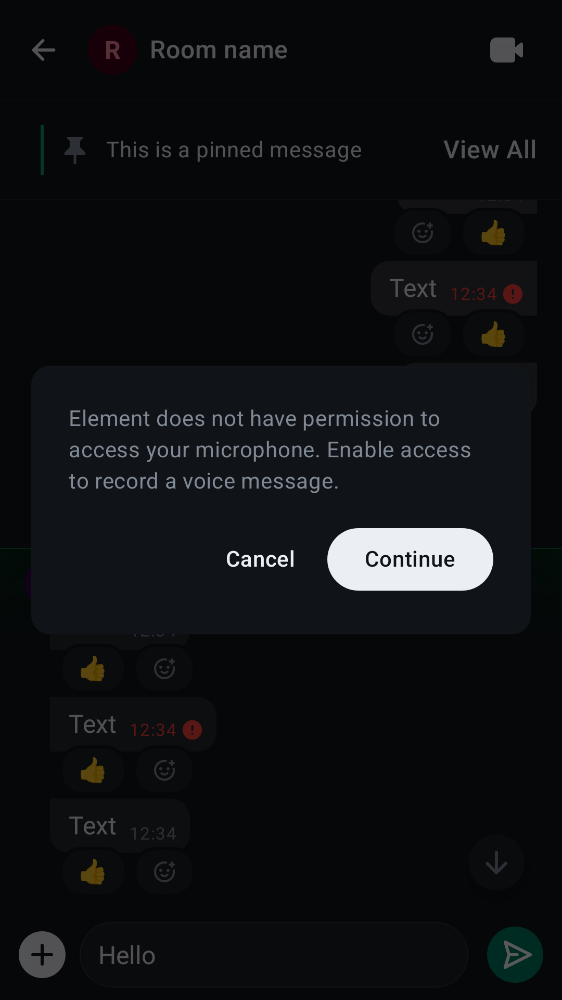 R Room name
This is a pinned message View All
Text 12:34
Element does not have permission to
access your microphone. Enable access
to record a voice message.
Cancel Continue
Text 12:34
Text 12:34
Hello